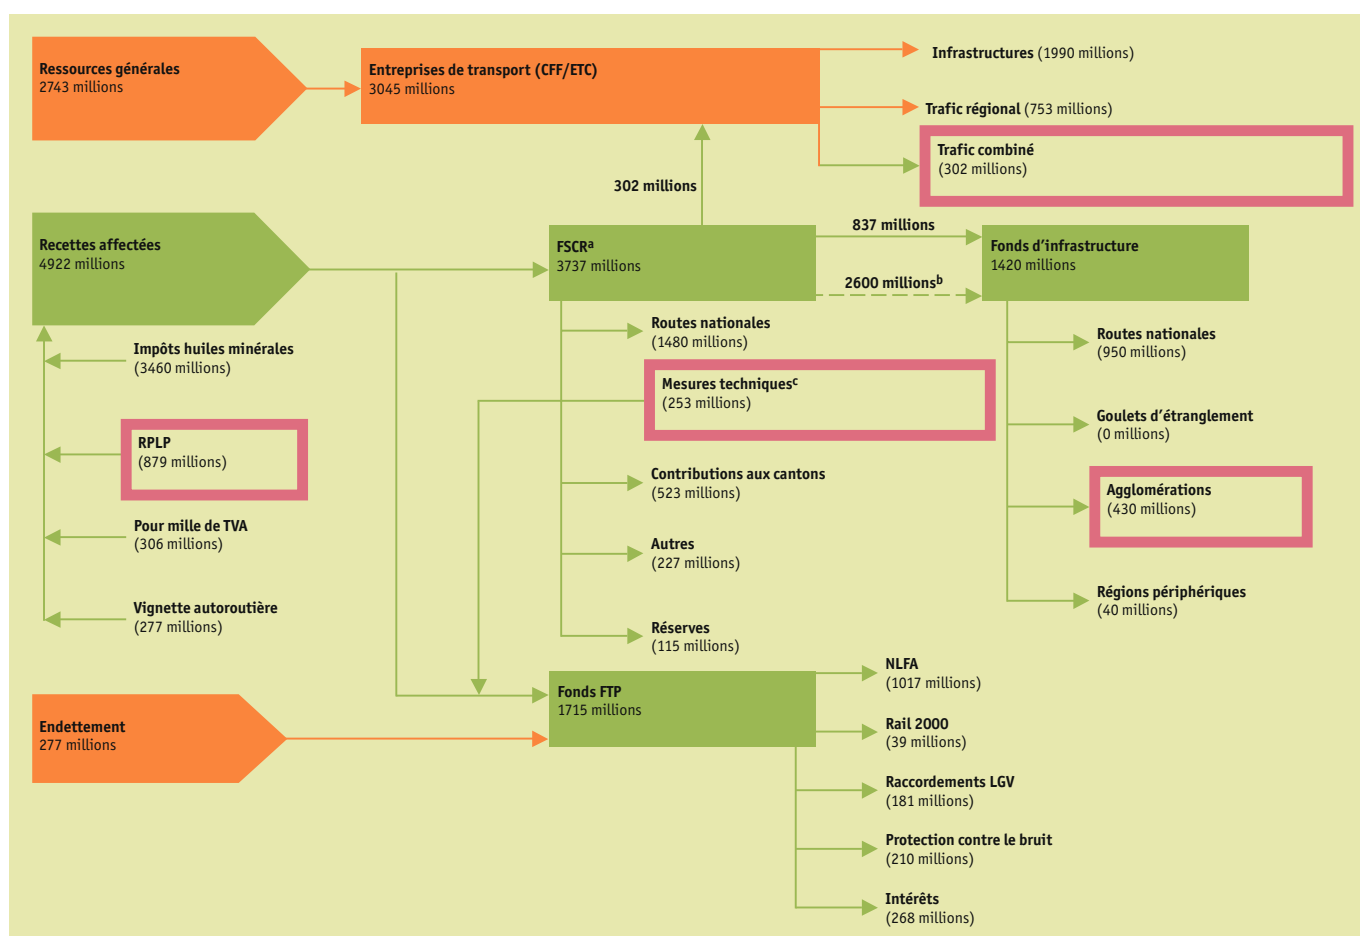 Ressources générales
2743 millions
Entreprises de transport (CFF/ETC)
3045 millions
Infrastructures (1990 millions)
Trafic régional (753 millions)
Trafic combiné
(302 millions)
302 millions
Recettes affectées
4922 millions
FSCRa
3737 millions
837 millions
2600 millionsb
Fonds d'infrastructure
1420 millions
Impôts huiles minérales
(3460 millions)
RPLP
(879 millions)
Pour mille de TVA
(306 millions)
Vignette autoroutière
(277 millions)
Routes nationales
(1480 millions)
Mesures techniquesc
(253 millions)
Contributions aux cantons
(523 millions)
Autres
(227 millions)
Réserves
(115 millions)
Routes nationales
(950 millions)
Goulets d'étranglement
(0 millions)
Agglomérations
(430 millions)
Régions périphériques
(40 millions)
Endettement
277 millions
Fonds FTP
1715 millions
NLFA
(1017 millions)
Rail 2000
(39 millions)
Raccordements LGV
(181 millions)
Protection contre le bruit
(210 millions)
Intérêts
(268 millions)